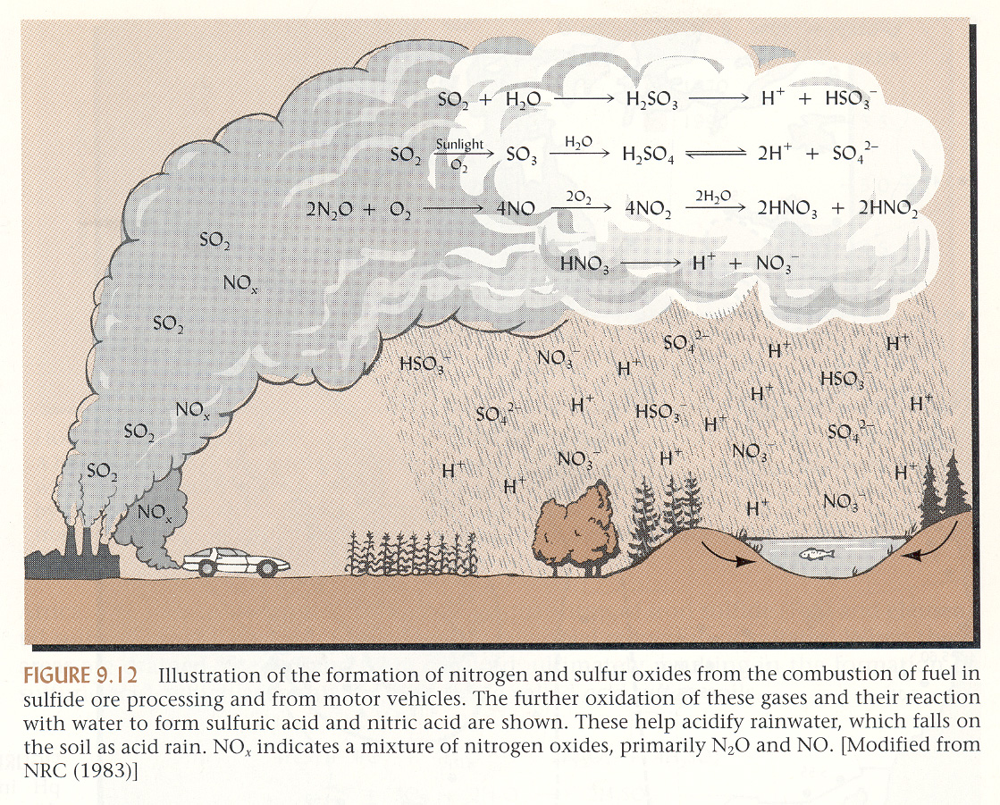 SO₂ + H₂O ⟶ H₂SO₃ ⟶ H⁺ + HSO₃⁻
SO₂ Sunlight O₂ ⟶ SO₃ H₂O ⟶ H₂SO₄ ⇌ 2H⁺ + SO₄²⁻
2N₂O + O₂ ⟶ 4NO 2O₂ ⟶ 4NO₂ 2H₂O ⟶ 2HNO₃ + 2HNO₂
HNO₃ ⟶ H⁺ + NO₃⁻
SO₂
NOₓ
SO₂
NOₓ
SO₂
SO₂
NOₓ
HSO₃⁻ NO₃⁻ H⁺ SO₄²⁻ H⁺ H⁺
SO₄²⁻ H⁺ HSO₃⁻ H⁺ H⁺ HSO₃⁻ H⁺
SO₄²⁻
H⁺ H⁺ NO₃⁻ H⁺ NO₃⁻ H⁺
H⁺ NO₃⁻
FIGURE 9.12 Illustration of the formation of nitrogen and sulfur oxides from the combustion of fuel in
sulfide ore processing and from motor vehicles. The further oxidation of these gases and their reaction
with water to form sulfuric acid and nitric acid are shown. These help acidify rainwater, which falls on
the soil as acid rain. NOₓ indicates a mixture of nitrogen oxides, primarily N₂O and NO. [Modified from
NRC (1983)]